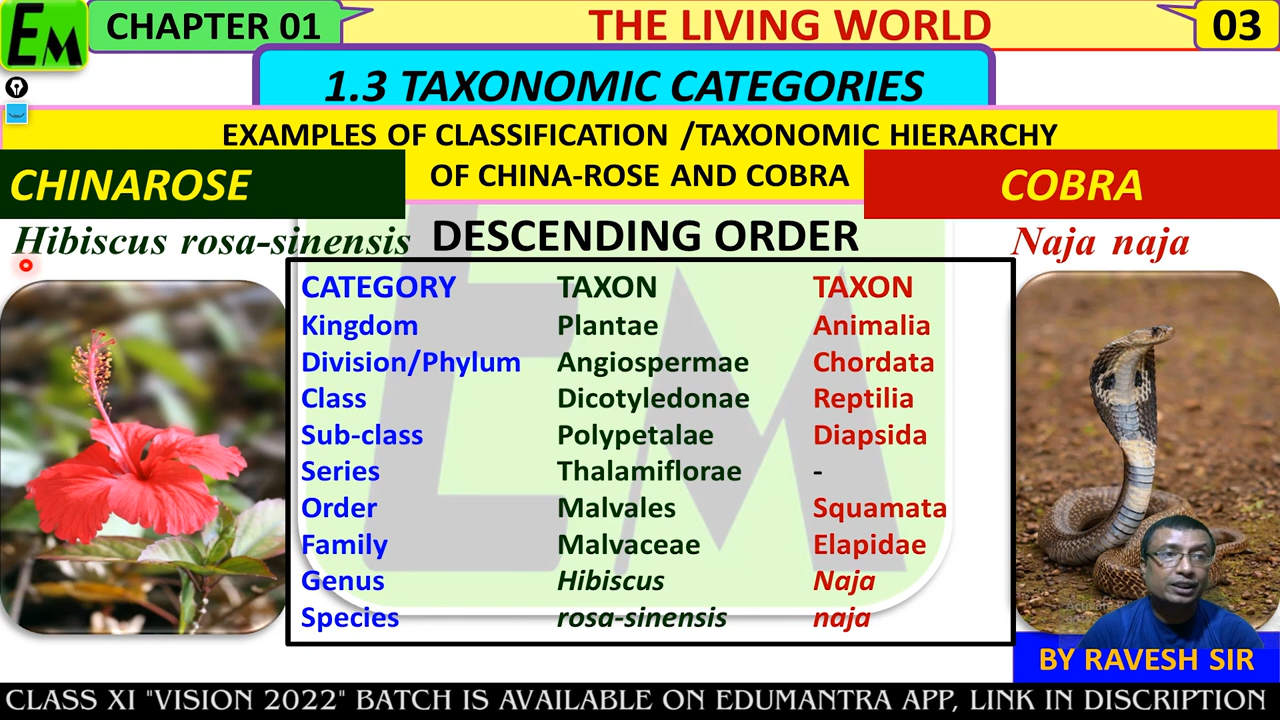 EM CHAPTER 01 THE LIVING WORLD 03
1.3 TAXONOMIC CATEGORIES
EXAMPLES OF CLASSIFICATION /TAXONOMIC HIERARCHY
OF CHINA-ROSE AND COBRA
CHINAROSE COBRA
Hibiscus rosa-sinensis DESCENDING ORDER Naja naja
CATEGORY TAXON TAXON
Kingdom Plantae Animalia
Division/Phylum Angiospermae Chordata
Class Dicotyledonae Reptilia
Sub-class Polypetalae Diapsida
Series Thalamiflorae -
Order Malvales Squamata
Family Malvaceae Elapidae
Genus Hibiscus Naja
Species rosa-sinensis naja
BY RAVESH SIR
CLASS XI "VISION 2022" BATCH IS AVAILABLE ON EDUMANTRA APP, LINK IN DISCRIPTION